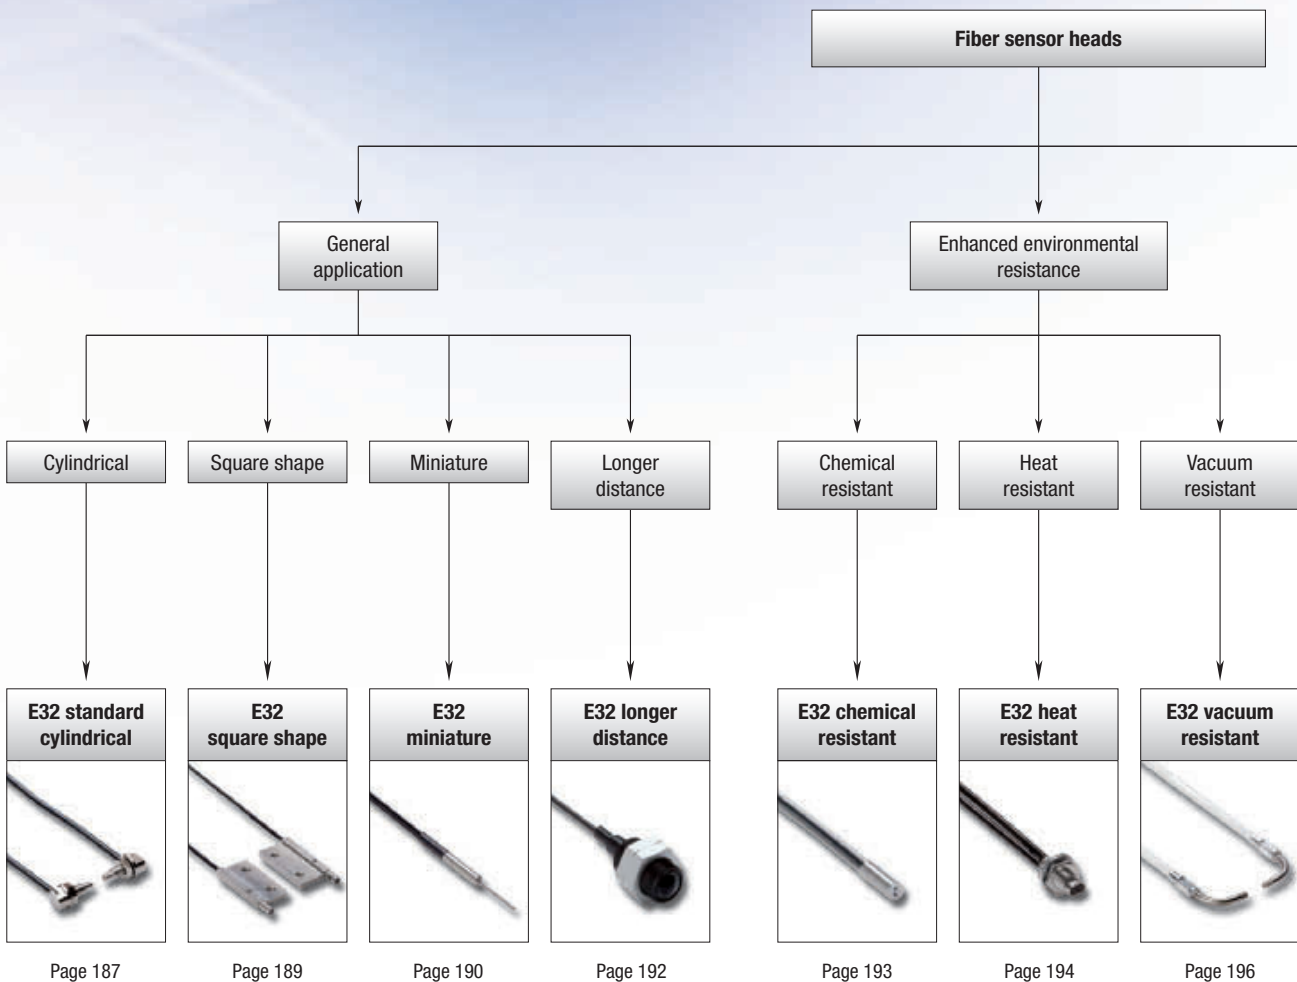 Fiber sensor heads
General
application
Enhanced environmental
resistance
Cylindrical
Square shape
Miniature
Longer
distance
Chemical
resistant
Heat
resistant
Vacuum
resistant
E32 standard
cylindrical
E32
square shape
E32
miniature
E32 longer
distance
E32 chemical
resistant
E32 heat
resistant
E32 vacuum
resistant
Page 187
Page 189
Page 190
Page 192
Page 193
Page 194
Page 196